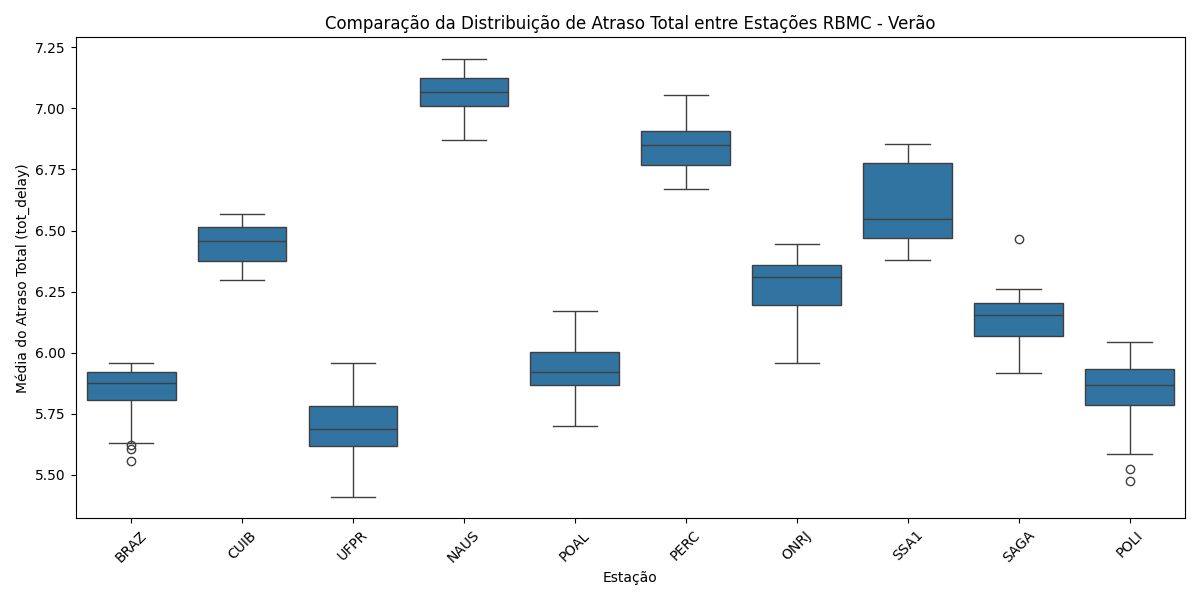 Comparação da Distribuição de Atraso Total entre Estações RBMC - Verão
Média do Atraso Total (tot_delay)
7.25
7.00
6.75
6.50
6.25
6.00
5.75
5.50
BRAZ
CUIB
UFPR
NAUS
POAL
PERC
ONRJ
SSA1
SAGA
POLI
Estação